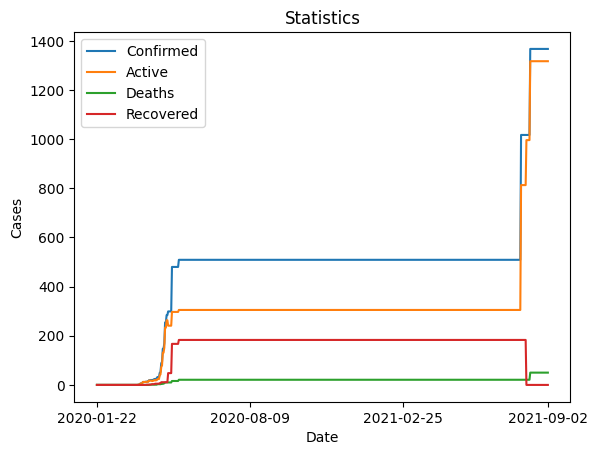 Statistics
Confirmed
Active
Deaths
Recovered
1400
1200
1000
800
600
400
200
0
Cases
2020-01-22
2020-08-09
2021-02-25
2021-09-02
Date